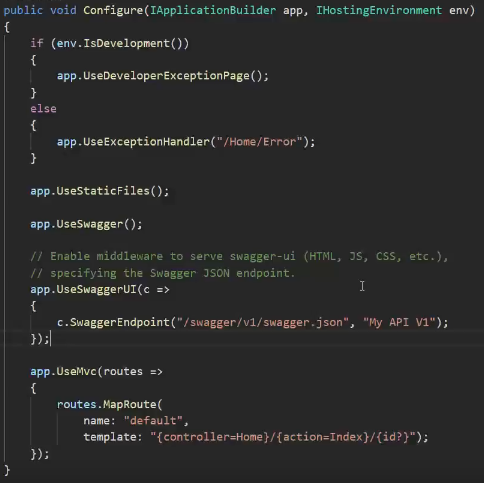 public void Configure(IApplicationBuilder app, IHostingEnvironment env)
{
    if (env.IsDevelopment())
    {
        app.UseDeveloperExceptionPage();
    }
    else
    {
        app.UseExceptionHandler("/Home/Error");
    }

    app.UseStaticFiles();

    app.UseSwagger();

    // Enable middleware to serve swagger-ui (HTML, JS, CSS, etc.),
    // specifying the Swagger JSON endpoint.
    app.UseSwaggerUI(c =>
    {
        c.SwaggerEndpoint("/swagger/v1/swagger.json", "My API V1");
    });

    app.UseMvc(routes =>
    {
        routes.MapRoute(
            name: "default",
            template: "{controller=Home}/{action=Index}/{id?}");
    });
}